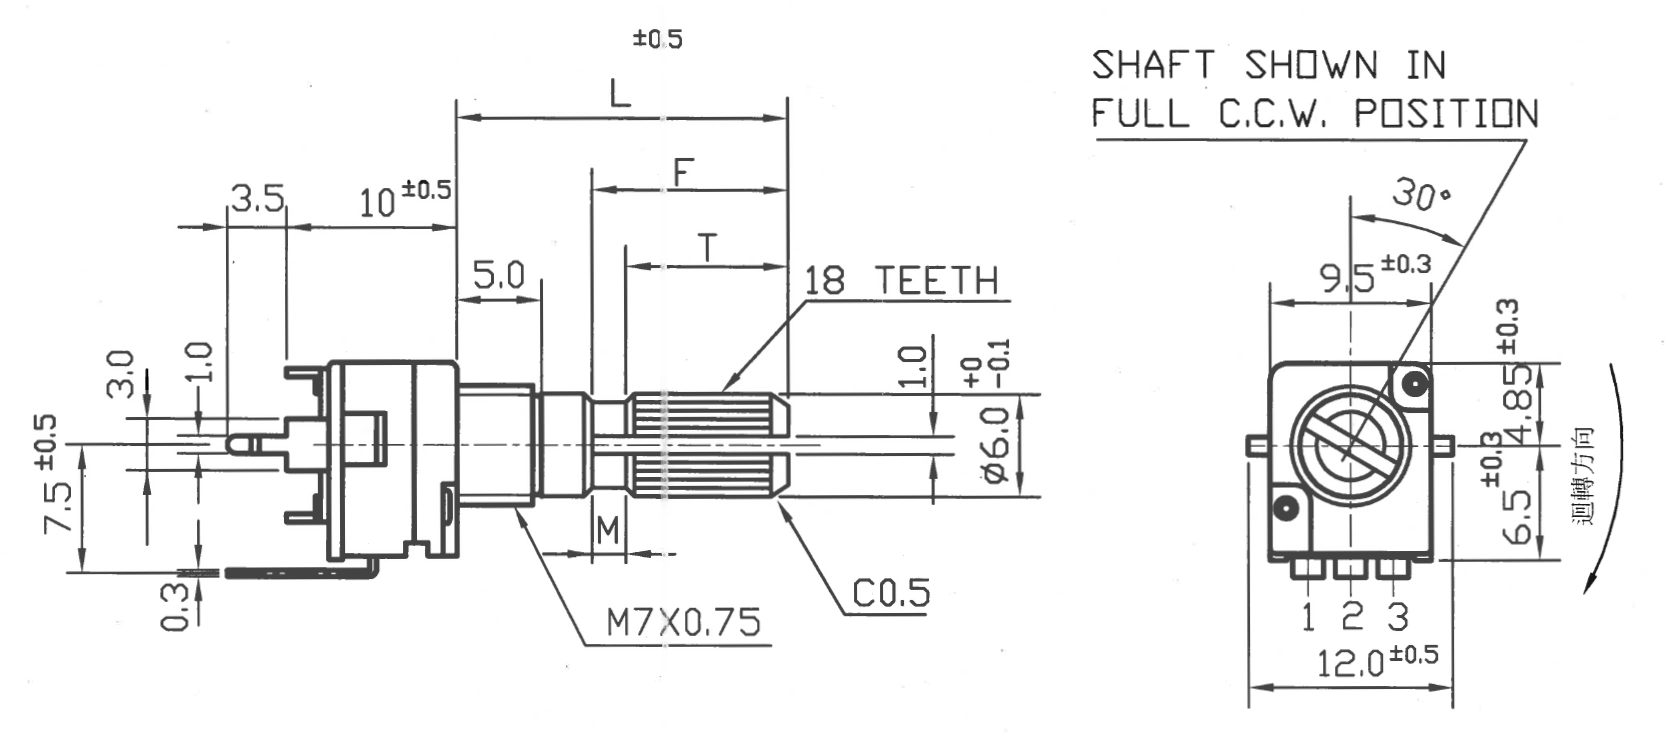 ±0.5
L
F
T
3.5
10±0.5
5.0
18 TEETH
3.0
1.0
1.0
+0
-0.1
ø6.0
7.5±0.5
0.3
M
M7X0.75
C0.5
SHAFT SHOWN IN
FULL C.C.W. POSITION
30°
9.5±0.3
4.85±0.3
6.5±0.3
迴轉方向
1 2 3
12.0±0.5